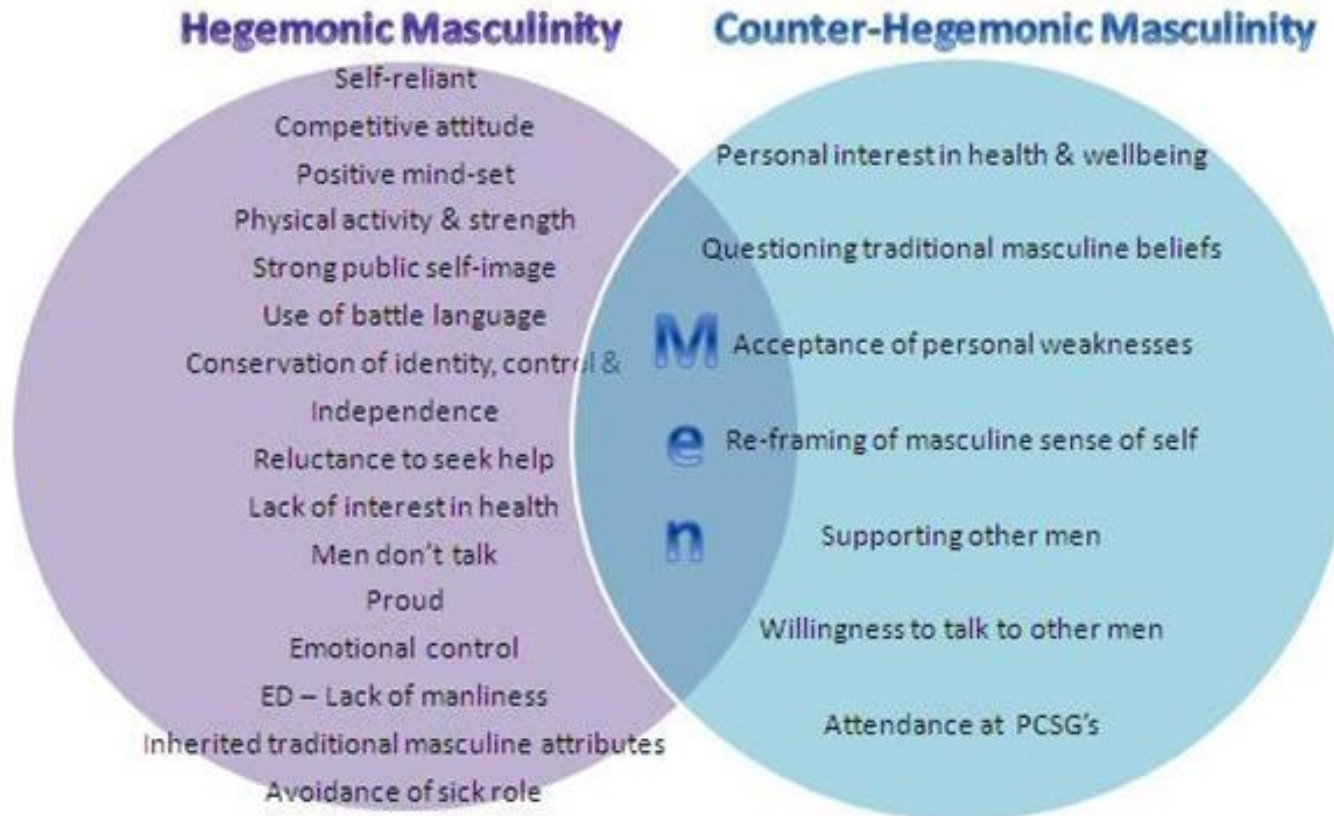 Hegemonic Masculinity
Self-reliant
Competitive attitude
Positive mind-set
Physical activity & strength
Strong public self-image
Use of battle language
Conservation of identity, control &
Independence
Reluctance to seek help
Lack of interest in health
Men don't talk
Proud
Emotional control
ED – Lack of manliness
Inherited traditional masculine attributes
Avoidance of sick role
Men
Counter-Hegemonic Masculinity
Personal interest in health & wellbeing
Questioning traditional masculine beliefs
Acceptance of personal weaknesses
Re-framing of masculine sense of self
Supporting other men
Willingness to talk to other men
Attendance at PCSG's